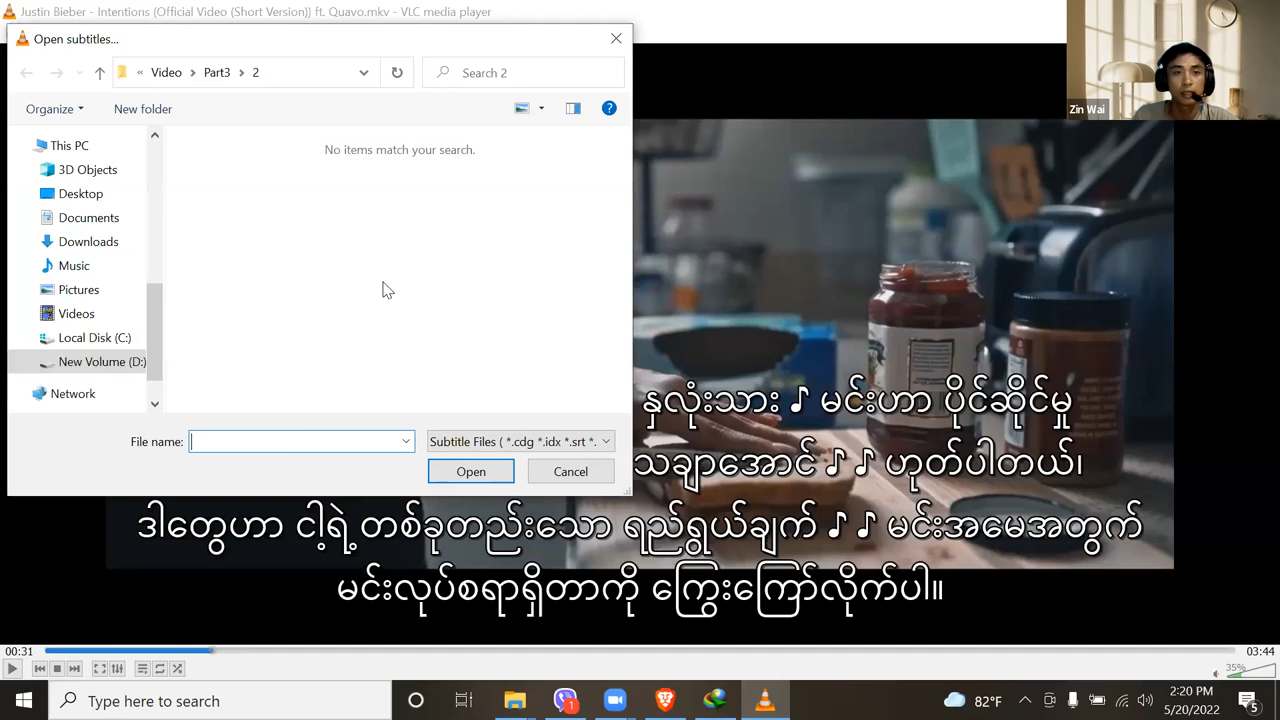 Justin Bieber - Intentions (Official Video (Short Version)) ft. Quavo.mkv - VLC media player
Open subtitles...
« Video › Part3 › 2
Search 2
Organize
New folder
This PC
3D Objects
Desktop
Documents
Downloads
Music
Pictures
Videos
Local Disk (C:)
New Volume (D:)
Network
No items match your search.
File name:
Subtitle Files ( *.cdg *.idx *.srt *.
Open
Cancel
Zin Wai
နှလုံးသား ♪ မင်းဟာ ပိုင်ဆိုင်မှု
သချာအောင် ♪ ♪ ဟုတ်ပါတယ်၊
ဒါတွေဟာ ငါ့ရဲ့တစ်ခုတည်းသော ရည်ရွယ်ချက် ♪ ♪ မင်းအမေအတွက်
မင်းလုပ်စရာရှိတာကို ကြွေးကြော်လိုက်ပါ။
00:31
03:44
35%
Type here to search
1
82°F
2:20 PM
5/20/2022
5